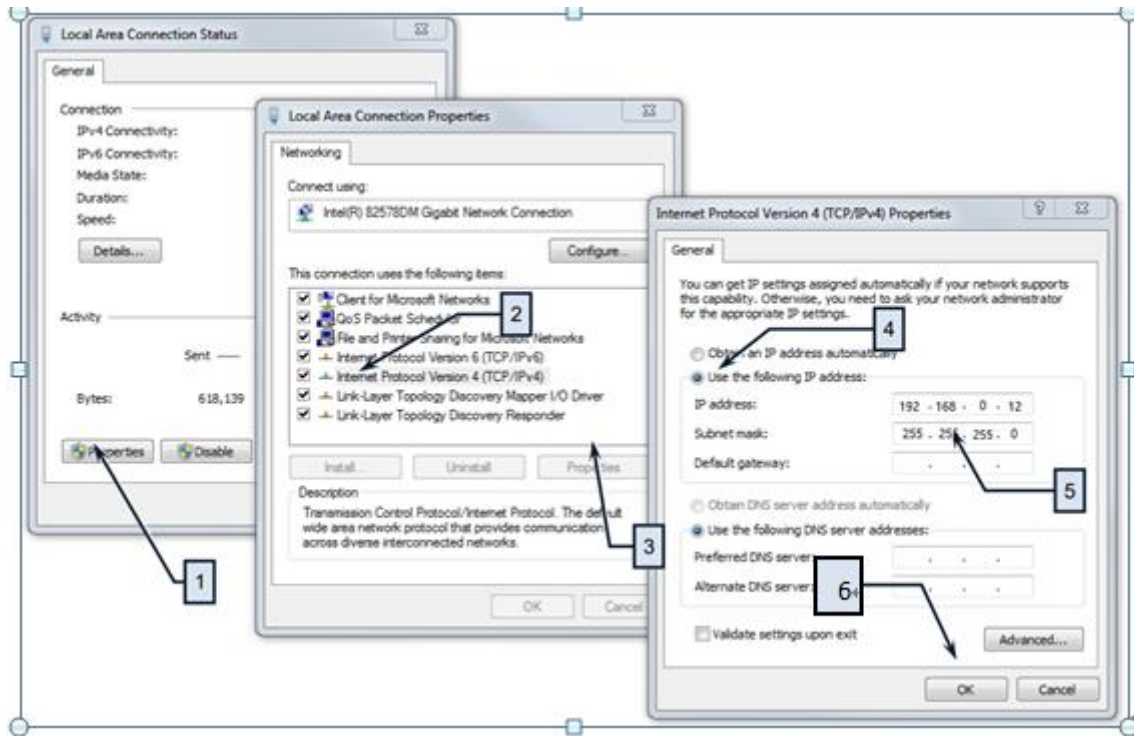 Local Area Connection Status
General
Connection
IPv4 Connectivity:
IPv6 Connectivity:
Media State:
Duration:
Speed:
Details...
Activity
Sent
Bytes: 618,139
Properties Disable
1
Local Area Connection Properties
Networking
Connect using:
Intel(R) 82578DM Gigabit Network Connection
Configure...
This connection uses the following items:
Client for Microsoft Networks
QoS Packet Scheduler
2
File and Printer Sharing for Microsoft Networks
Internet Protocol Version 6 (TCP/IPv6)
Internet Protocol Version 4 (TCP/IPv4)
Link-Layer Topology Discovery Mapper I/O Driver
Link-Layer Topology Discovery Responder
Install... Uninstall Properties
Description
Transmission Control Protocol/Internet Protocol. The default
wide area network protocol that provides communication
across diverse interconnected networks.
3
OK Cancel
Internet Protocol Version 4 (TCP/IPv4) Properties
General
You can get IP settings assigned automatically if your network supports
this capability. Otherwise, you need to ask your network administrator
for the appropriate IP settings.
4
Obtain an IP address automatically
Use the following IP address:
IP address: 192 . 168 . 0 . 12
Subnet mask: 255 . 255 . 255 . 0
Default gateway: . . .
5
Obtain DNS server address automatically
Use the following DNS server addresses:
Preferred DNS server: . . .
Alternate DNS server: . . .
6
Validate settings upon exit
Advanced...
OK Cancel